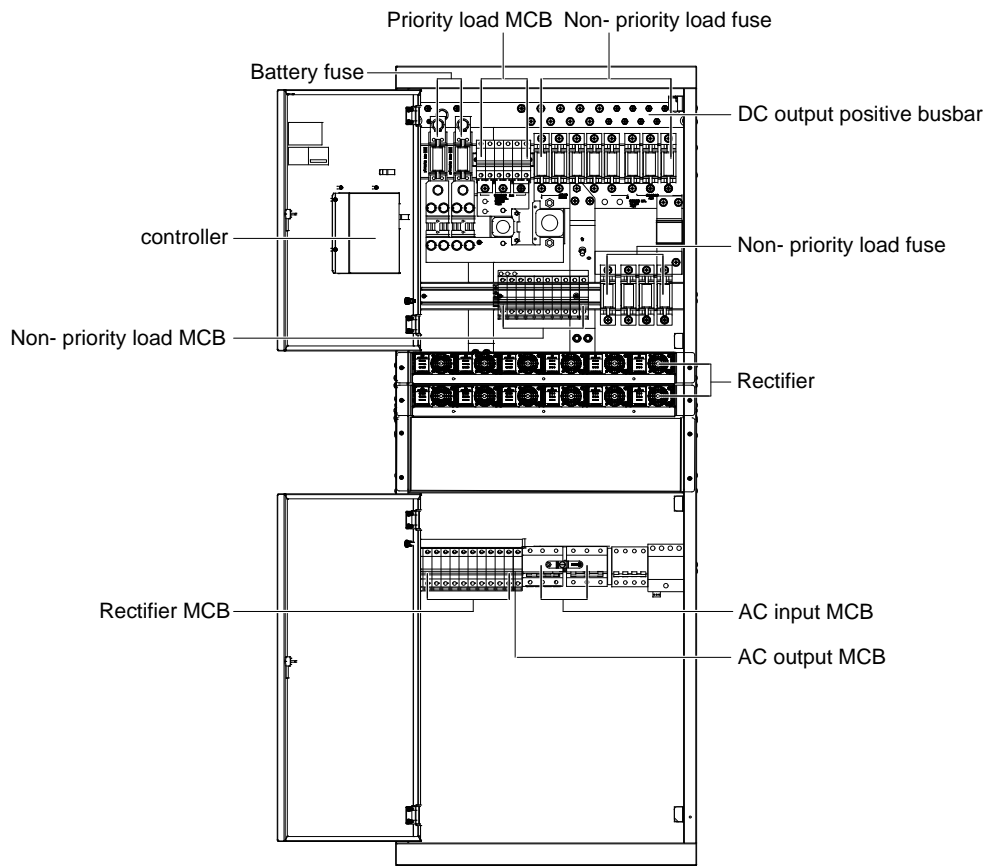 Priority load MCB
Non- priority load fuse
Battery fuse
DC output positive busbar
controller
Non- priority load fuse
Non- priority load MCB
Rectifier
Rectifier MCB
AC input MCB
AC output MCB